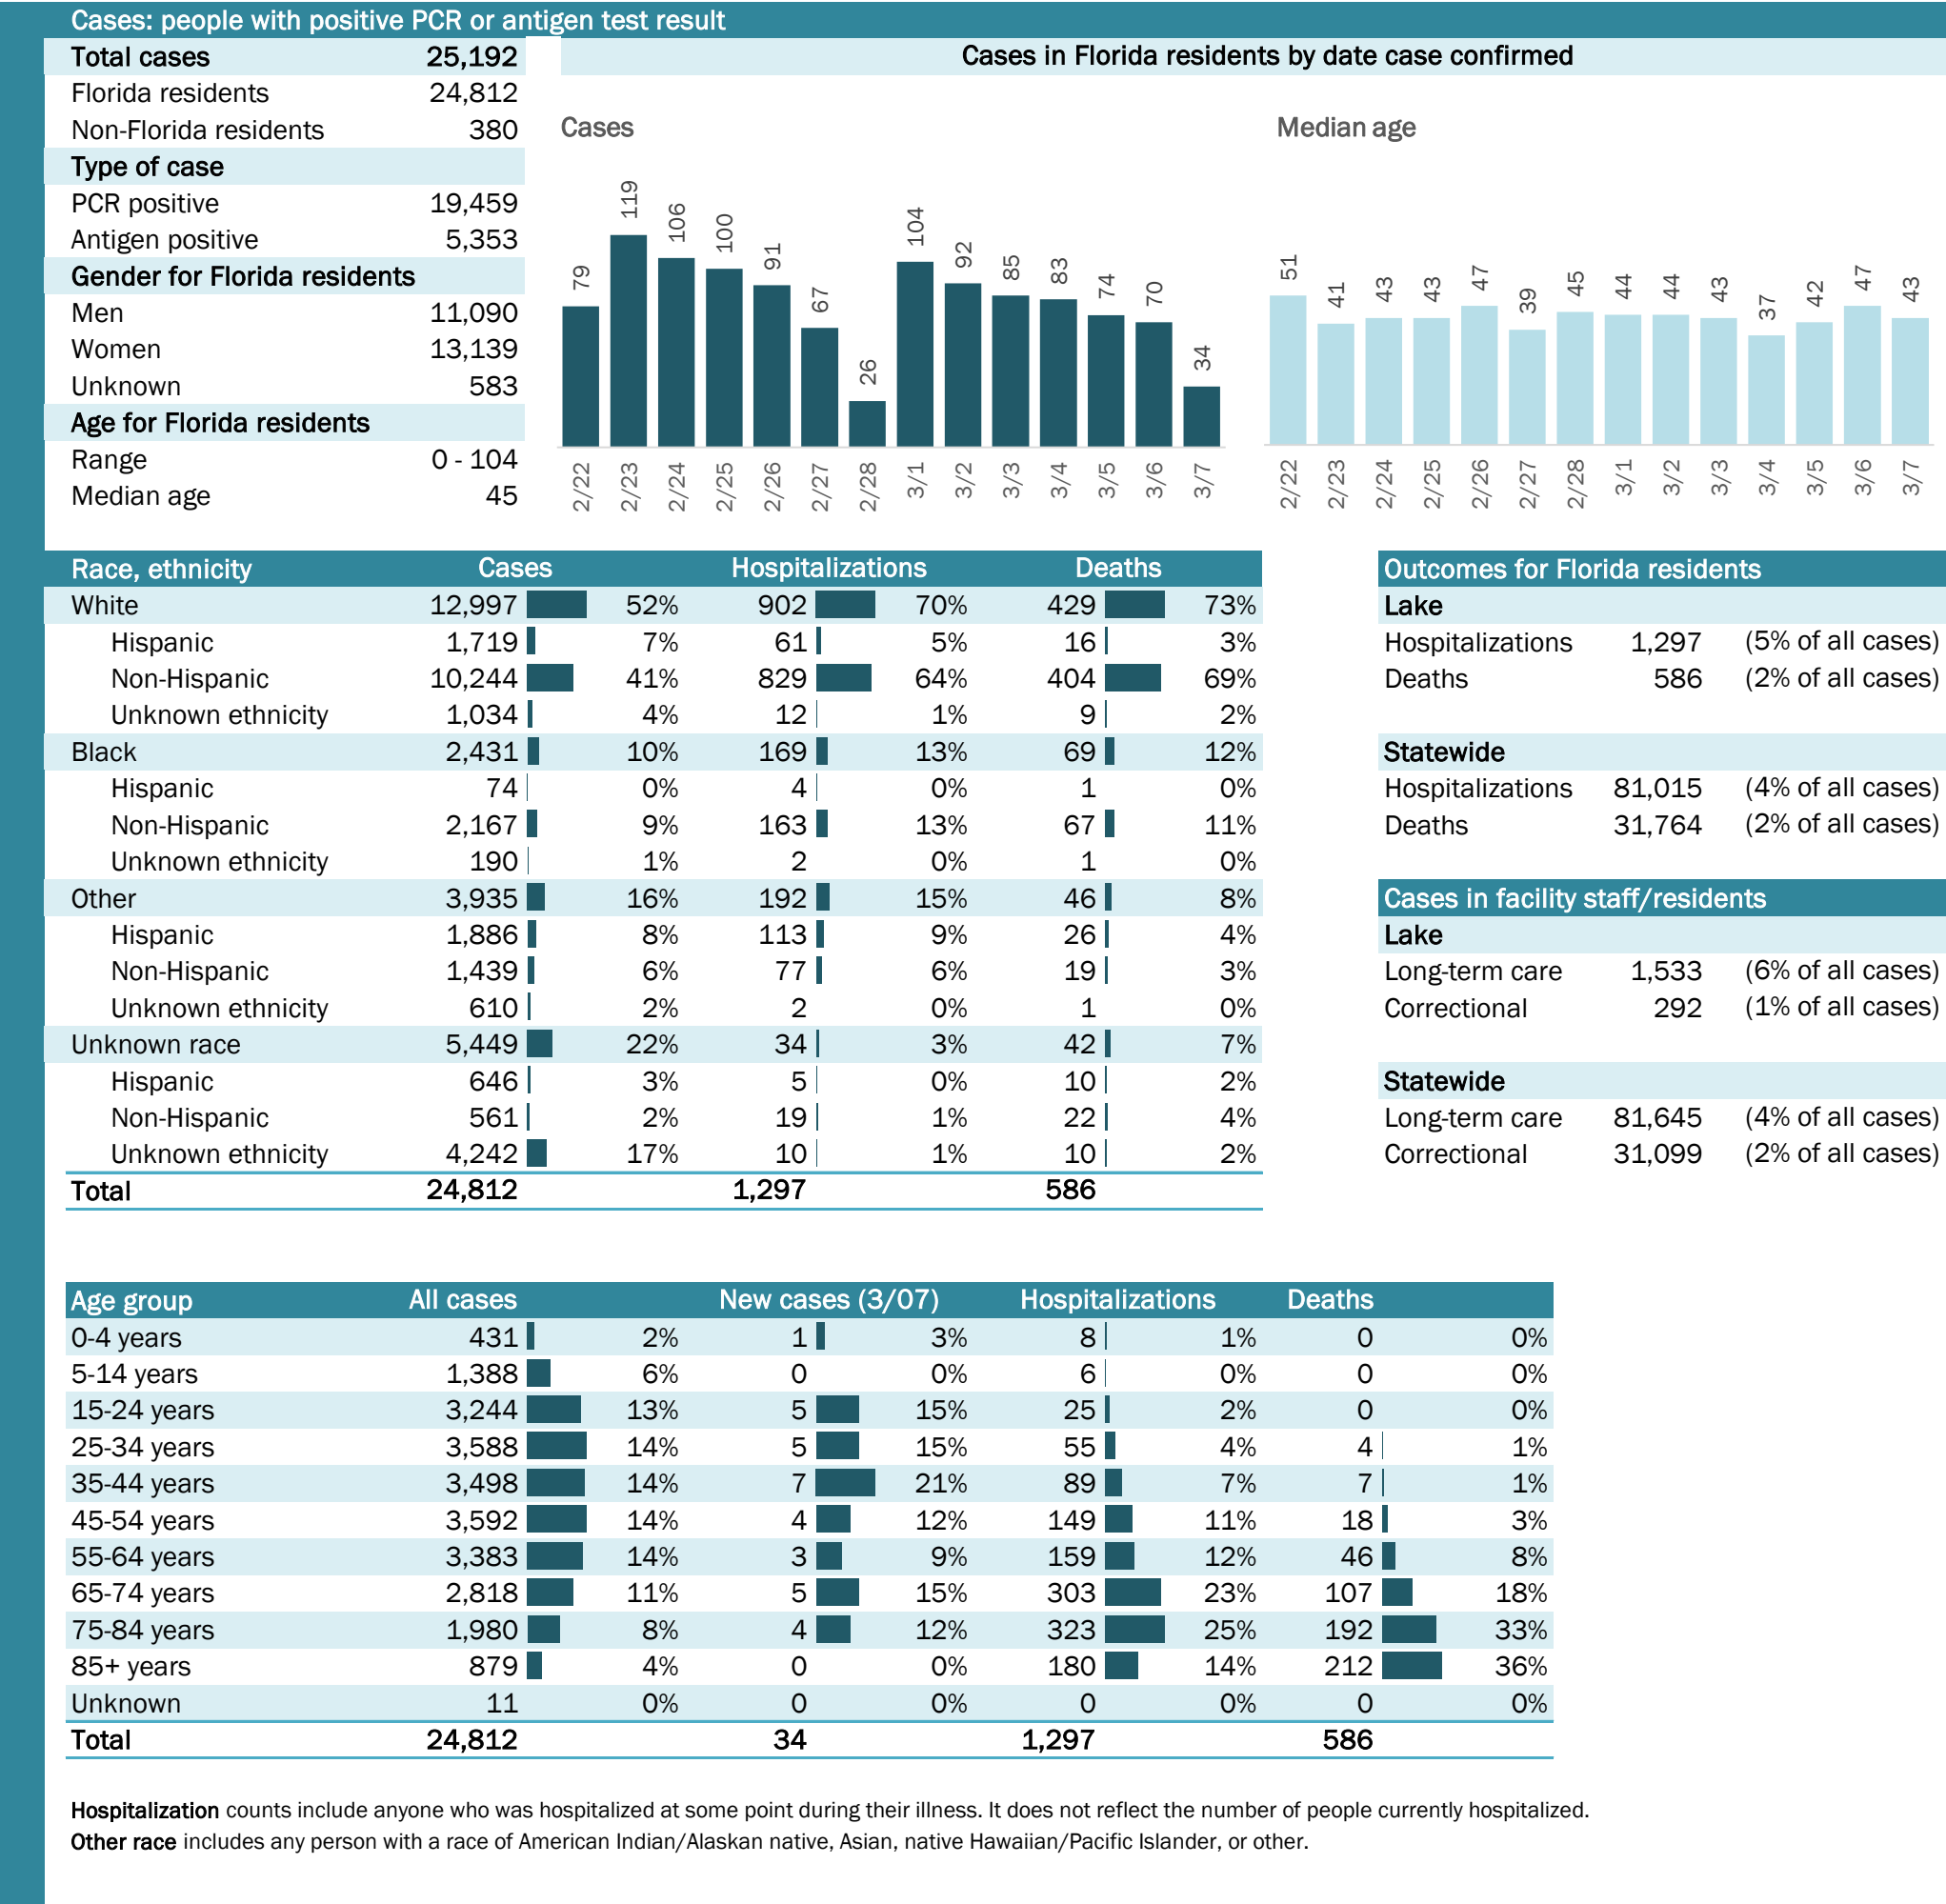 Cases: people with positive PCR or antigen test result
Total cases 25,192
Florida residents 24,812
Non-Florida residents 380
Type of case
PCR positive 19,459
Antigen positive 5,353
Gender for Florida residents
Men 11,090
Women 13,139
Unknown 583
Age for Florida residents
Range 0 - 104
Median age 45
Cases in Florida residents by date case confirmed
Cases
79 119 106 100 91 67 26 104 92 85 83 74 70 34
2/22 2/23 2/24 2/25 2/26 2/27 2/28 3/1 3/2 3/3 3/4 3/5 3/6 3/7
Median age
51 41 43 43 47 39 45 44 44 43 37 42 47 43
2/22 2/23 2/24 2/25 2/26 2/27 2/28 3/1 3/2 3/3 3/4 3/5 3/6 3/7
Race, ethnicity Cases Hospitalizations Deaths
White 12,997 52% 902 70% 429 73%
Hispanic 1,719 7% 61 5% 16 3%
Non-Hispanic 10,244 41% 829 64% 404 69%
Unknown ethnicity 1,034 4% 12 1% 9 2%
Black 2,431 10% 169 13% 69 12%
Hispanic 74 0% 4 0% 1 0%
Non-Hispanic 2,167 9% 163 13% 67 11%
Unknown ethnicity 190 1% 2 0% 1 0%
Other 3,935 16% 192 15% 46 8%
Hispanic 1,886 8% 113 9% 26 4%
Non-Hispanic 1,439 6% 77 6% 19 3%
Unknown ethnicity 610 2% 2 0% 1 0%
Unknown race 5,449 22% 34 3% 42 7%
Hispanic 646 3% 5 0% 10 2%
Non-Hispanic 561 2% 19 1% 22 4%
Unknown ethnicity 4,242 17% 10 1% 10 2%
Total 24,812 1,297 586
Outcomes for Florida residents
Lake
Hospitalizations 1,297 (5% of all cases)
Deaths 586 (2% of all cases)
Statewide
Hospitalizations 81,015 (4% of all cases)
Deaths 31,764 (2% of all cases)
Cases in facility staff/residents
Lake
Long-term care 1,533 (6% of all cases)
Correctional 292 (1% of all cases)
Statewide
Long-term care 81,645 (4% of all cases)
Correctional 31,099 (2% of all cases)
Age group All cases New cases (3/07) Hospitalizations Deaths
0-4 years 431 2% 1 3% 8 1% 0 0%
5-14 years 1,388 6% 0 0% 6 0% 0 0%
15-24 years 3,244 13% 5 15% 25 2% 0 0%
25-34 years 3,588 14% 5 15% 55 4% 4 1%
35-44 years 3,498 14% 7 21% 89 7% 7 1%
45-54 years 3,592 14% 4 12% 149 11% 18 3%
55-64 years 3,383 14% 3 9% 159 12% 46 8%
65-74 years 2,818 11% 5 15% 303 23% 107 18%
75-84 years 1,980 8% 4 12% 323 25% 192 33%
85+ years 879 4% 0 0% 180 14% 212 36%
Unknown 11 0% 0 0% 0 0% 0 0%
Total 24,812 34 1,297 586
Hospitalization counts include anyone who was hospitalized at some point during their illness. It does not reflect the number of people currently hospitalized.
Other race includes any person with a race of American Indian/Alaskan native, Asian, native Hawaiian/Pacific Islander, or other.